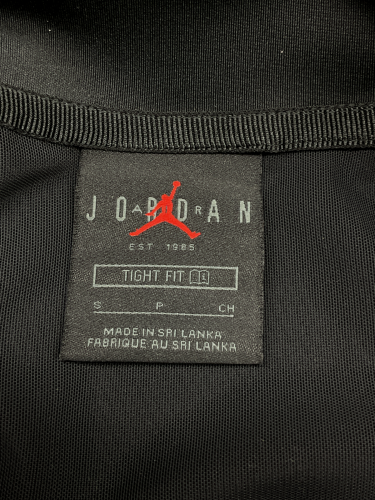 JORDAN
AIR
EST 1985
TIGHT FIT
S P CH
MADE IN SRI LANKA
FABRIQUE AU SRI LANKA